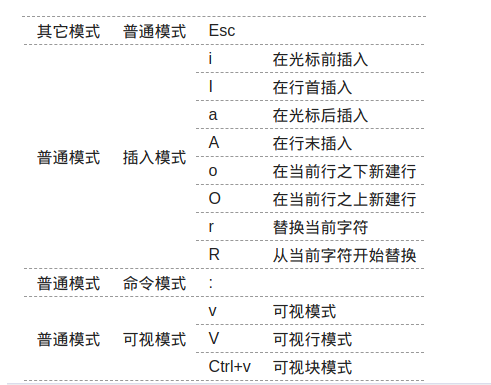 其它模式 普通模式 Esc
i 在光标前插入
I 在行首插入
a 在光标后插入
A 在行末插入
普通模式 插入模式
o 在当前行之下新建行
O 在当前行之上新建行
r 替换当前字符
R 从当前字符开始替换
普通模式 命令模式 :
v 可视模式
普通模式 可视模式 V 可视行模式
Ctrl+v 可视块模式